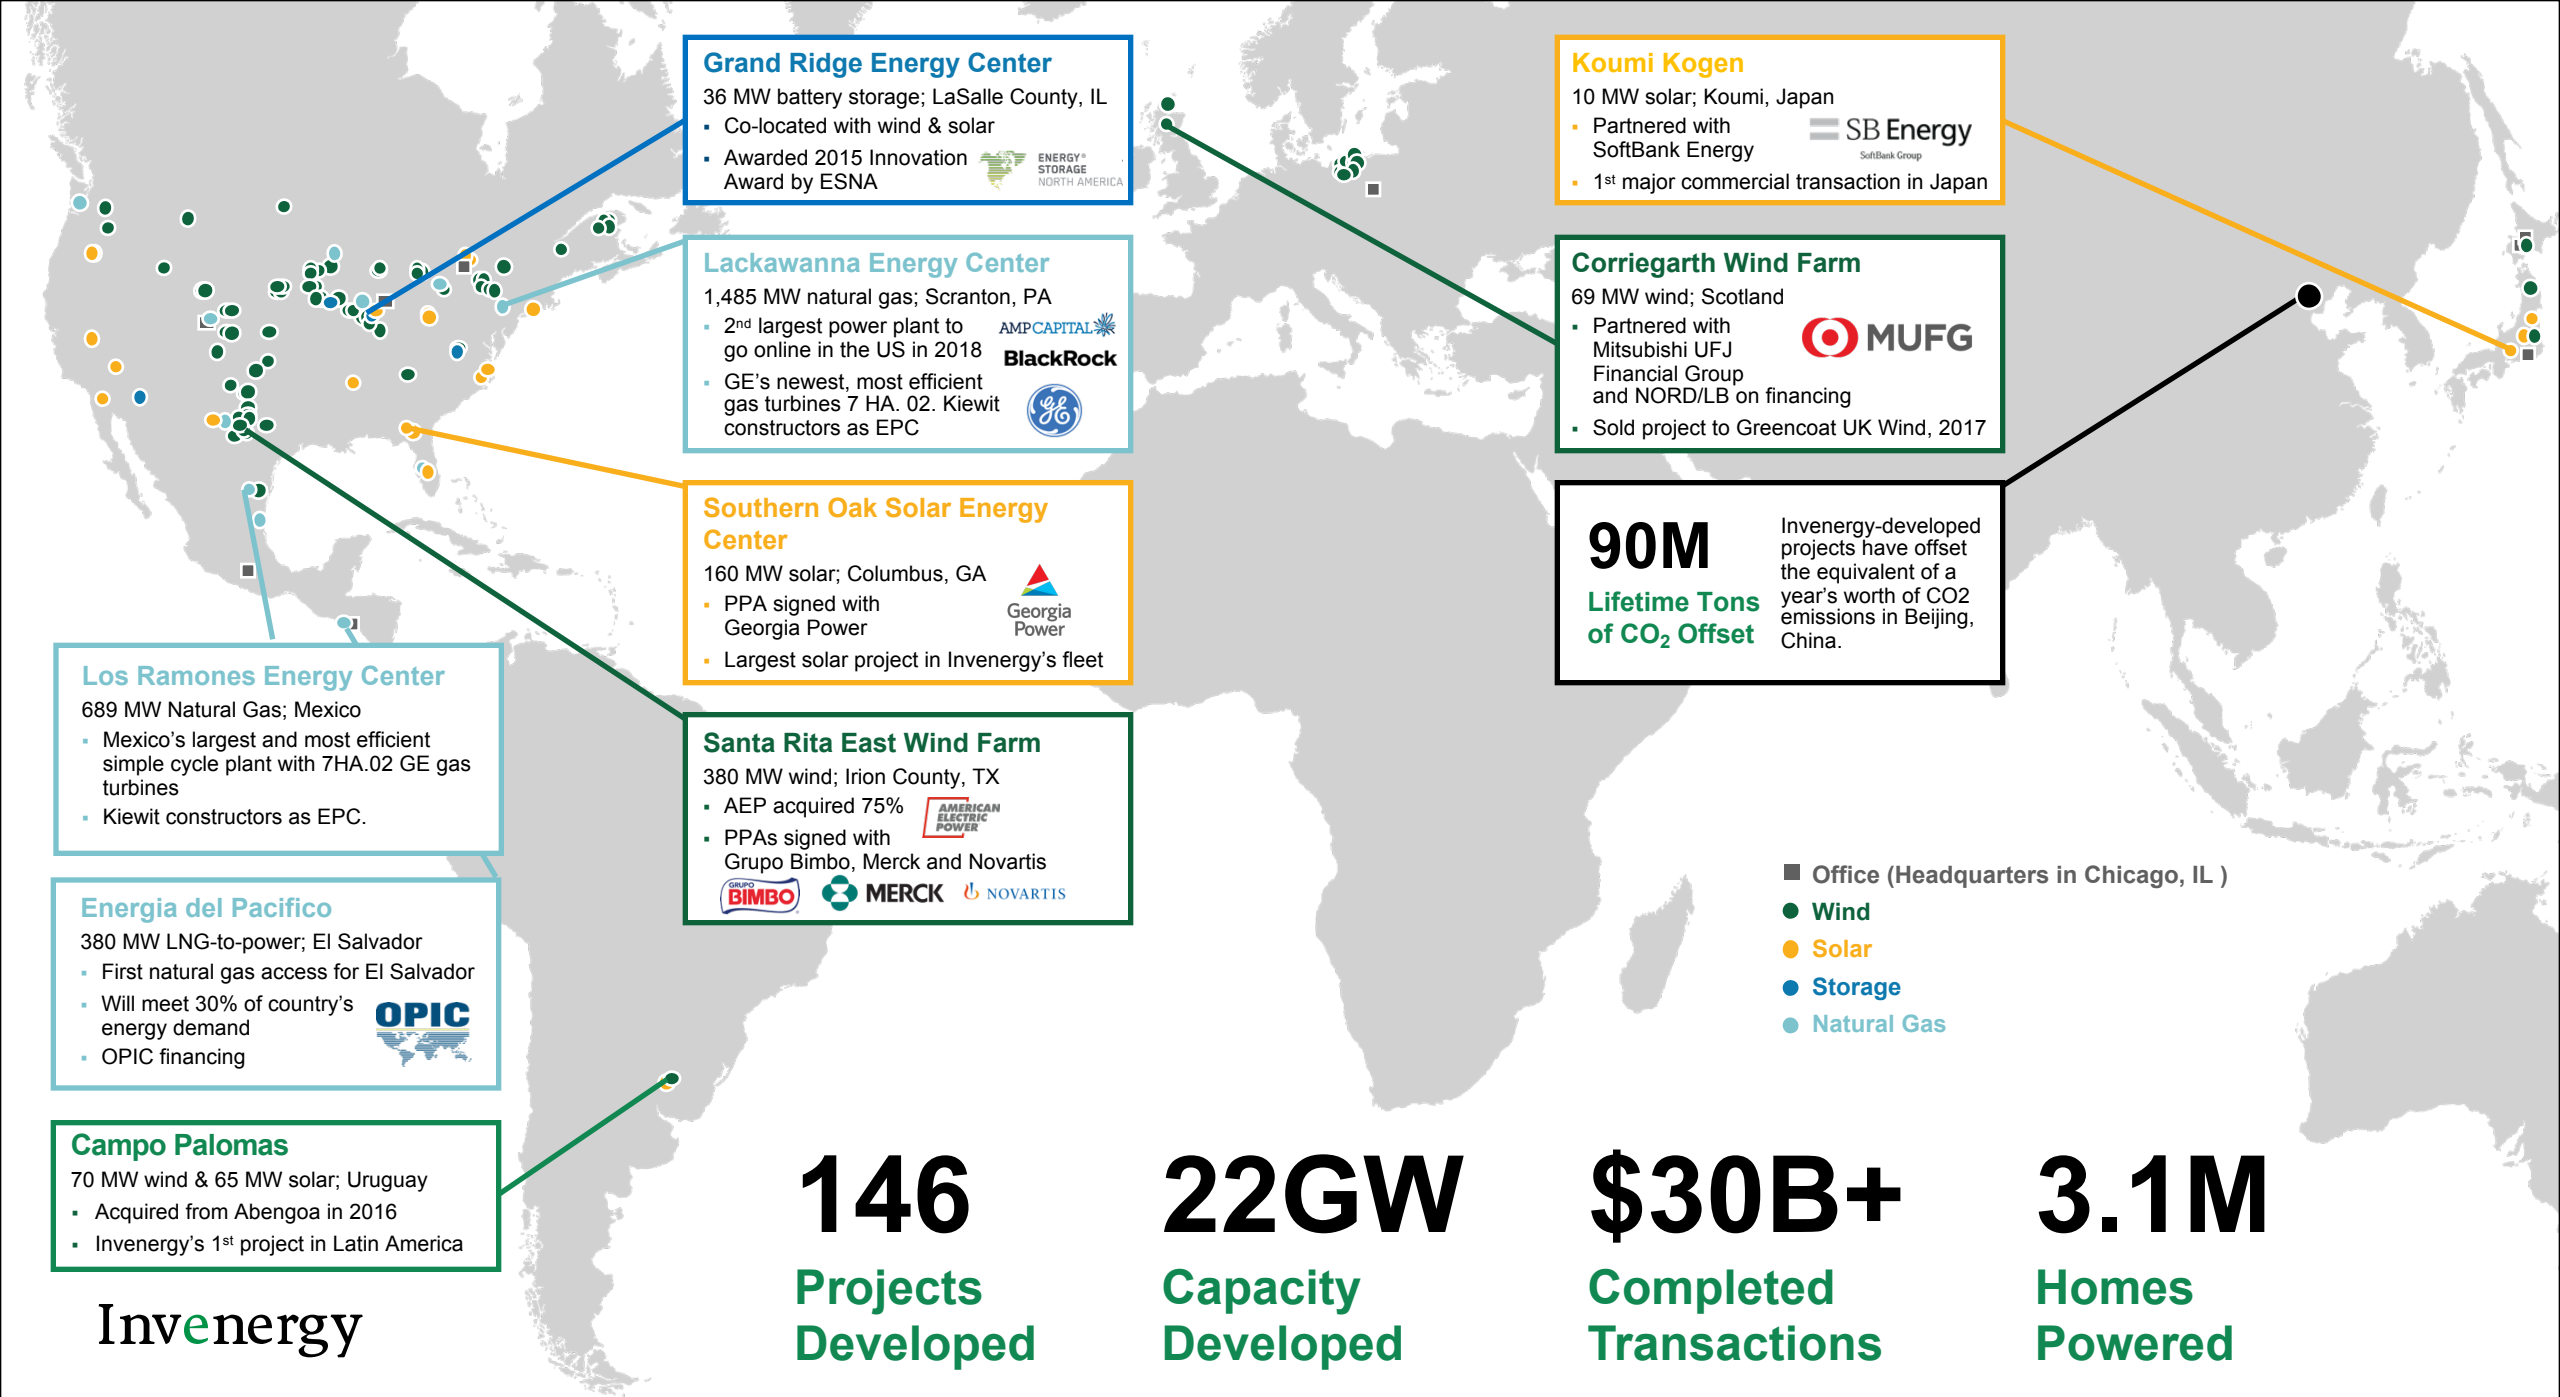 Grand Ridge Energy Center
36 MW battery storage; LaSalle County, IL
▪ Co-located with wind & solar
▪ Awarded 2015 Innovation
Award by ESNA
ENERGY®
STORAGE
NORTH AMERICA
Lackawanna Energy Center
1,485 MW natural gas; Scranton, PA
▪ 2nd largest power plant to
go online in the US in 2018
AMP CAPITAL
BlackRock
▪ GE's newest, most efficient
gas turbines 7 HA. 02. Kiewit
constructors as EPC
GE
Southern Oak Solar Energy
Center
160 MW solar; Columbus, GA
▪ PPA signed with
Georgia Power
Georgia
Power
▪ Largest solar project in Invenergy's fleet
Santa Rita East Wind Farm
380 MW wind; Irion County, TX
▪ AEP acquired 75%
AMERICAN
ELECTRIC
POWER
▪ PPAs signed with
Grupo Bimbo, Merck and Novartis
GRUPO
BIMBO
MERCK
NOVARTIS
Koumi Kogen
10 MW solar; Koumi, Japan
▪ Partnered with
SoftBank Energy
SB Energy
SoftBank Group
▪ 1st major commercial transaction in Japan
Corriegarth Wind Farm
69 MW wind; Scotland
▪ Partnered with
Mitsubishi UFJ
Financial Group
and NORD/LB on financing
MUFG
▪ Sold project to Greencoat UK Wind, 2017
90M
Lifetime Tons
of CO2 Offset
Invenergy-developed
projects have offset
the equivalent of a
year's worth of CO2
emissions in Beijing,
China.
Los Ramones Energy Center
689 MW Natural Gas; Mexico
▪ Mexico's largest and most efficient
simple cycle plant with 7HA.02 GE gas
turbines
▪ Kiewit constructors as EPC.
Energia del Pacifico
380 MW LNG-to-power; El Salvador
▪ First natural gas access for El Salvador
▪ Will meet 30% of country's
energy demand
▪ OPIC financing
OPIC
Campo Palomas
70 MW wind & 65 MW solar; Uruguay
▪ Acquired from Abengoa in 2016
▪ Invenergy's 1st project in Latin America
Office (Headquarters in Chicago, IL )
Wind
Solar
Storage
Natural Gas
146
Projects
Developed
22GW
Capacity
Developed
$30B+
Completed
Transactions
3.1M
Homes
Powered
Invenergy